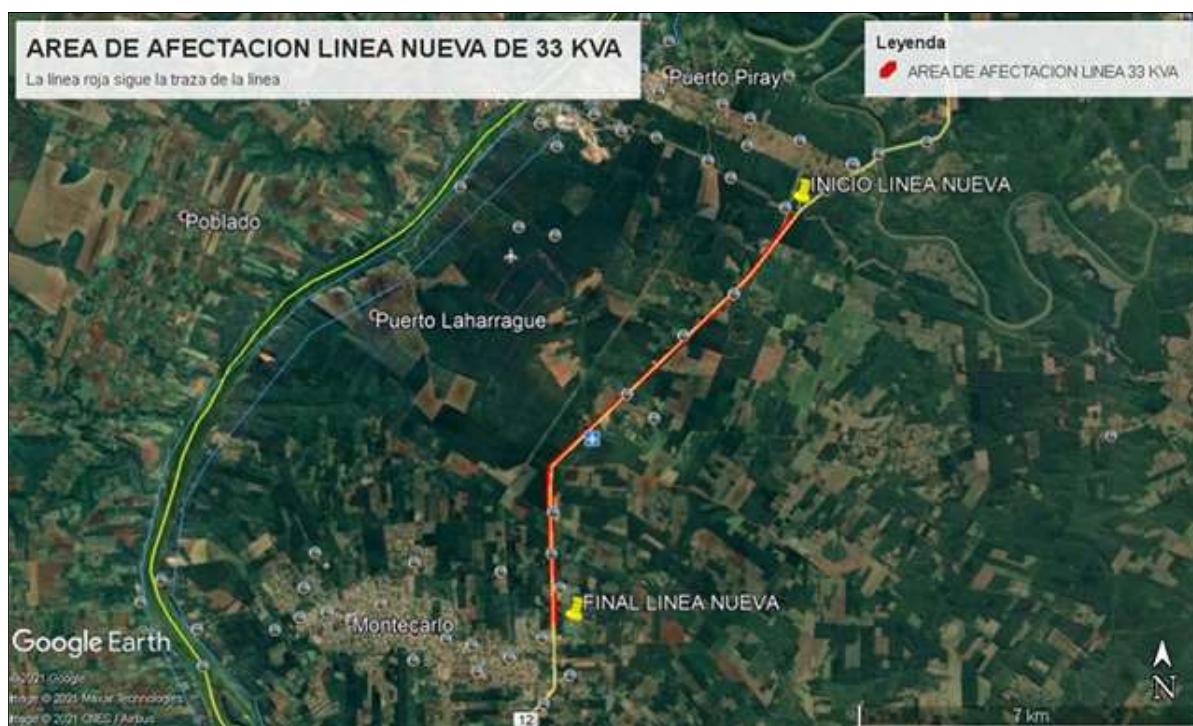 AREA DE AFECTACION LINEA NUEVA DE 33 KVA
La línea roja sigue la traza de la línea
Leyenda
AREA DE AFECTACION LINEA 33 KVA
Puerto Piray
INICIO LINEA NUEVA
Poblado
Puerto Laharrague
FINAL LINEA NUEVA
Montecarlo
Google Earth
© 2021 Google
Image © 2021 Maxar Technologies
Image © 2021 CNES / Airbus
12
7 km
N